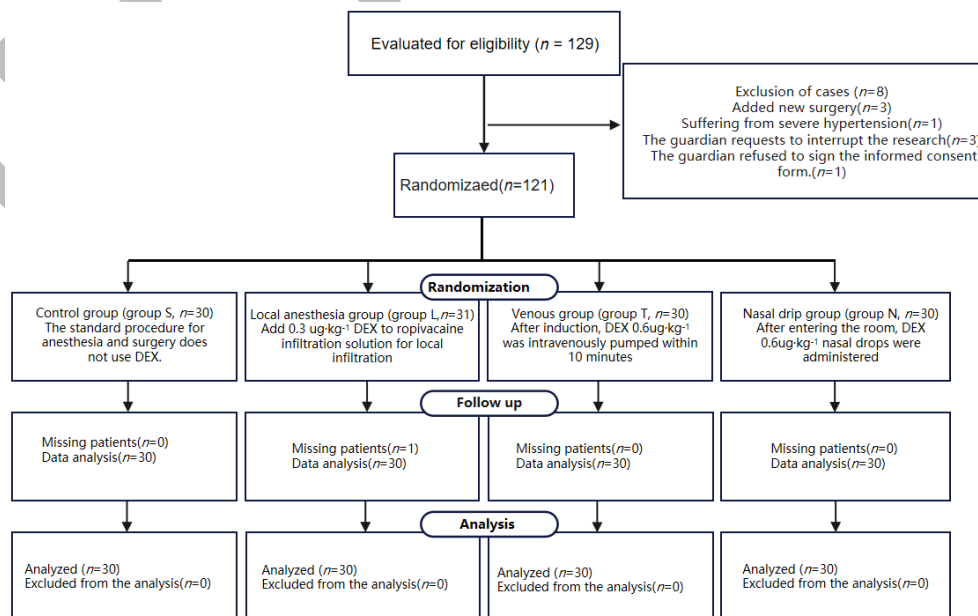 Evaluated for eligibility (n = 129)
Exclusion of cases (n=8)
Added new surgery(n=3)
Suffering from severe hypertension(n=1)
The guardian requests to interrupt the research(n=3)
The guardian refused to sign the informed consent
form.(n=1)
Randomizaed(n=121)
Randomization
Control group (group S, n=30)
The standard procedure for
anesthesia and surgery does
not use DEX.
Local anesthesia group (group L,n=31)
Add 0.3 ug·kg⁻¹ DEX to ropivacaine
infiltration solution for local
infiltration
Venous group (group T, n=30)
After induction, DEX 0.6ug·kg⁻¹
was intravenously pumped within
10 minutes
Nasal drip group (group N, n=30)
After entering the room, DEX
0.6ug·kg⁻¹ nasal drops were
administered
Follow up
Missing patients(n=0)
Data analysis(n=30)
Missing patients(n=1)
Data analysis(n=30)
Missing patients(n=0)
Data analysis(n=30)
Missing patients(n=0)
Data analysis(n=30)
Analysis
Analyzed (n=30)
Excluded from the analysis(n=0)
Analyzed (n=30)
Excluded from the analysis(n=0)
Analyzed (n=30)
Excluded from the analysis(n=0)
Analyzed (n=30)
Excluded from the analysis(n=0)